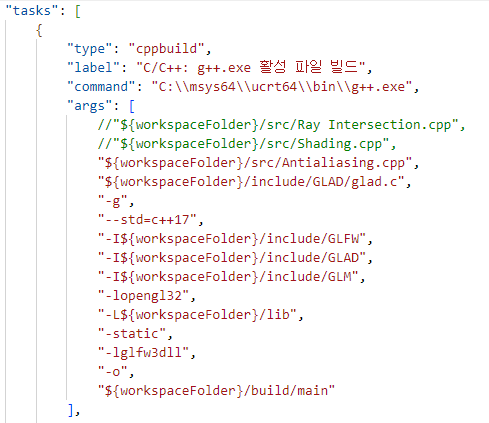 "tasks": [
{
"type": "cppbuild",
"label": "C/C++: g++.exe 활성 파일 빌드",
"command": "C:\\msys64\\ucrt64\\bin\\g++.exe",
"args": [
//"${workspaceFolder}/src/Ray Intersection.cpp",
//"${workspaceFolder}/src/Shading.cpp",
"${workspaceFolder}/src/Antialiasing.cpp",
"${workspaceFolder}/include/GLAD/glad.c",
"-g",
"--std=c++17",
"-I${workspaceFolder}/include/GLFW",
"-I${workspaceFolder}/include/GLAD",
"-I${workspaceFolder}/include/GLM",
"-lopengl32",
"-L${workspaceFolder}/lib",
"-static",
"-lglfw3dll",
"-o",
"${workspaceFolder}/build/main"
],